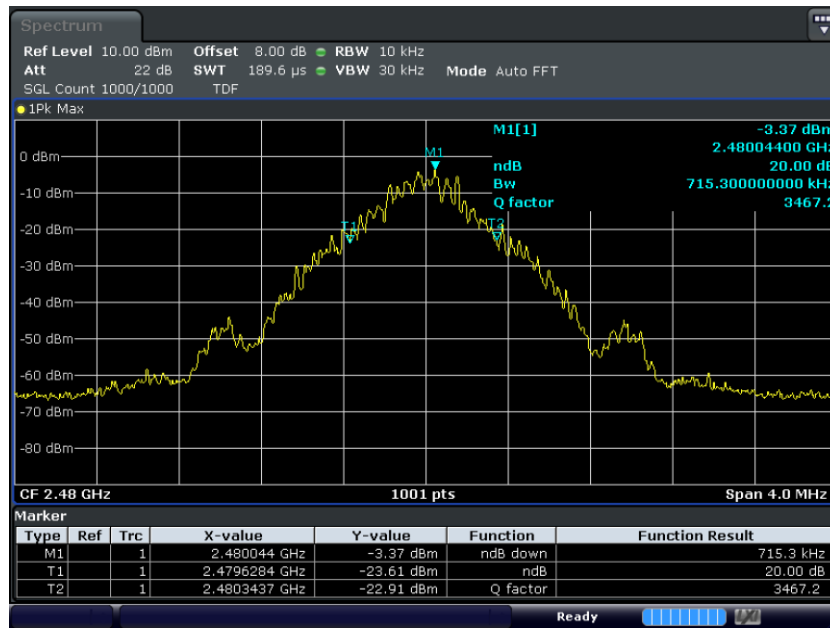 Spectrum
Ref Level 10.00 dBm Offset 8.00 dB RBW 10 kHz
Att 22 dB SWT 189.6 µs VBW 30 kHz Mode Auto FFT
SGL Count 1000/1000 TDF
1Pk Max
M1[1] -3.37 dBm
2.48004400 GHz
ndB 20.00 dB
Bw 715.300000000 kHz
Q factor 3467.2
M1
T1
T2
0 dBm
-10 dBm
-20 dBm
-30 dBm
-40 dBm
-50 dBm
-60 dBm
-70 dBm
-80 dBm
CF 2.48 GHz 1001 pts Span 4.0 MHz
Marker
Type Ref Trc X-value Y-value Function Function Result
M1 1 2.480044 GHz -3.37 dBm ndB down 715.3 kHz
T1 1 2.4796284 GHz -23.61 dBm ndB 20.00 dB
T2 1 2.4803437 GHz -22.91 dBm Q factor 3467.2
Ready